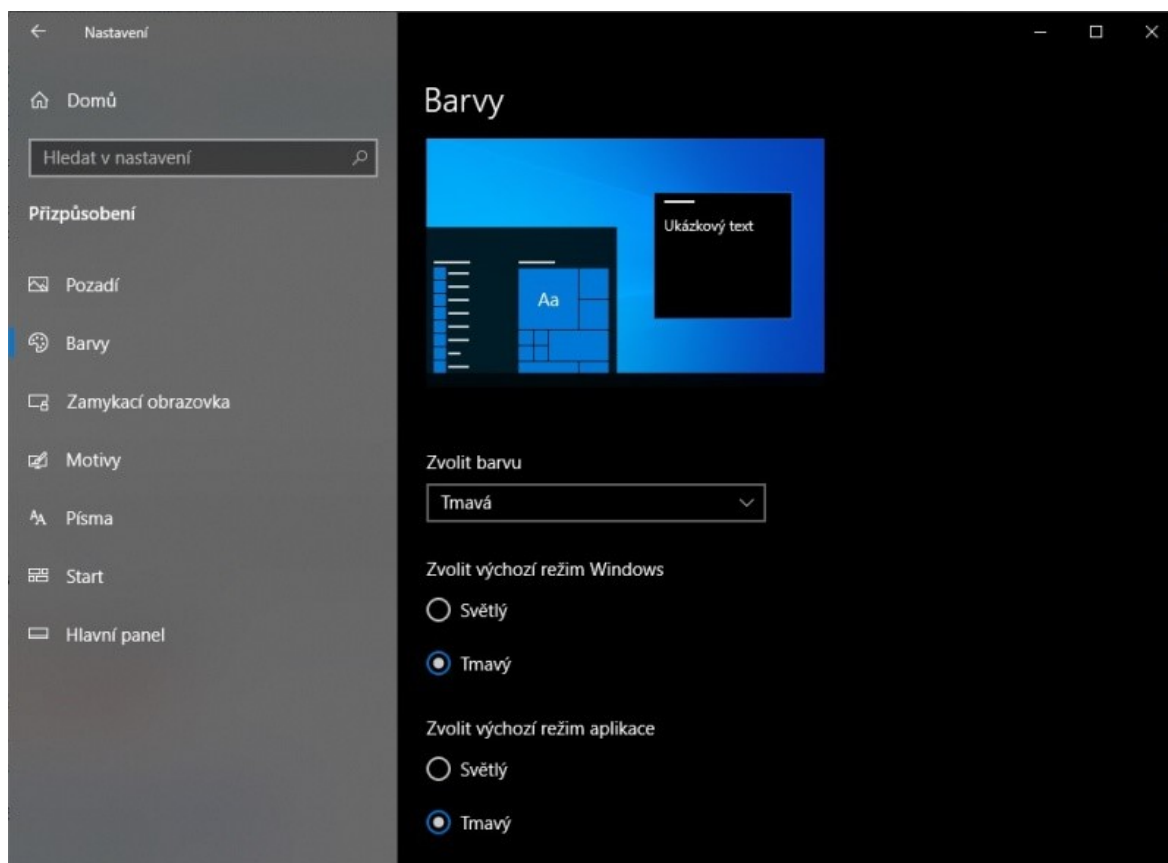 Nastavení
Domů
Hledat v nastavení
Přizpůsobení
Pozadí
Barvy
Zamykací obrazovka
Motivy
Písma
Start
Hlavní panel
Barvy
Ukázkový text
Aa
Zvolit barvu
Tmavá
Zvolit výchozí režim Windows
Světlý
Tmavý
Zvolit výchozí režim aplikace
Světlý
Tmavý